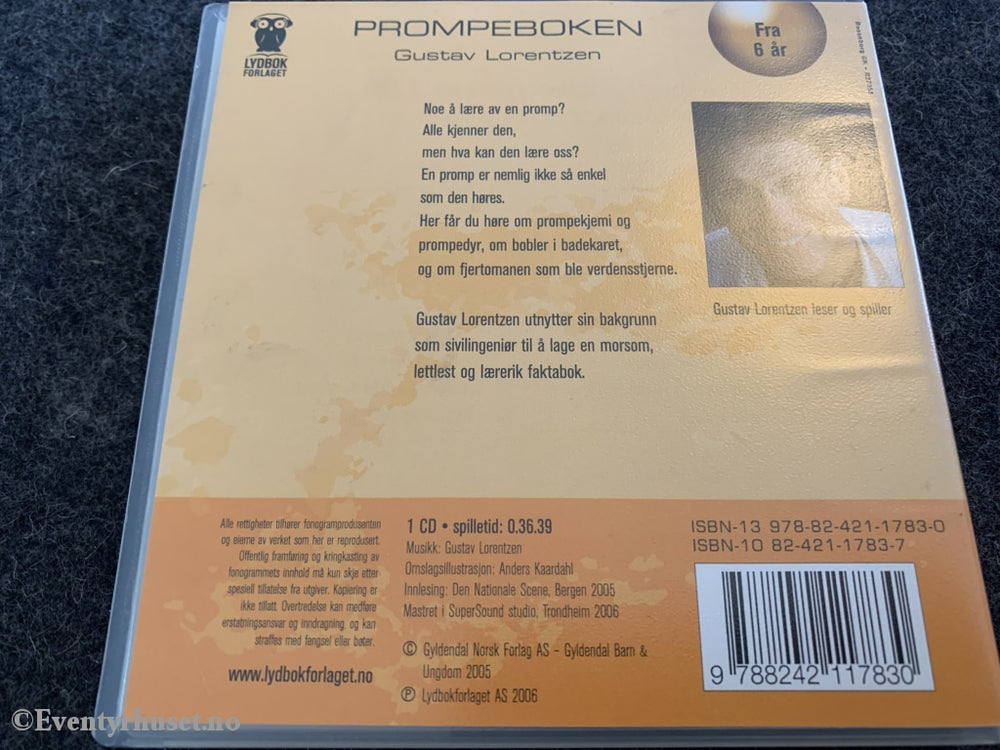 LYDBOK
FORLAGET
PROMPEBOKEN
Gustav Lorentzen
Fra
6 år
Noe å lære av en promp?
Alle kjenner den,
men hva kan den lære oss?
En promp er nemlig ikke så enkel
som den høres.
Her får du høre om prompekjemi og
prompedyr, om bobler i badekaret,
og om fjertomanen som ble verdensstjerne.
Gustav Lorentzen utnytter sin bakgrunn
som sivilingeniør til å lage en morsom,
lettlest og lærerik faktabok.
Gustav Lorentzen leser og spiller
Alle rettigheter tilhører fonogramprodusenten
og eierne av verket som her er reprodusert.
Offentlig framføring og kringkasting av
fonogrammets innhold må kun skje etter
spesiell tillatelse fra utgiver. Kopiering er
ikke tillatt. Overtredelse kan medføre
erstatningsansvar og inndragning, og kan
straffes med fengsel eller bøter.
www.lydbokforlaget.no
1 CD • spilletid: 0.36.39
Musikk: Gustav Lorentzen
Omslagsillustrasjon: Anders Kaardahl
Innlesing: Den Nationale Scene, Bergen 2005
Mastret i SuperSound studio, Trondheim 2006
© Gyldendal Norsk Forlag AS – Gyldendal Barn &
Ungdom 2005
℗ Lydbokforlaget AS 2006
ISBN-13 978-82-421-1783-0
ISBN-10 82-421-1783-7
9 788242 117830
©Eventyrhuset.no